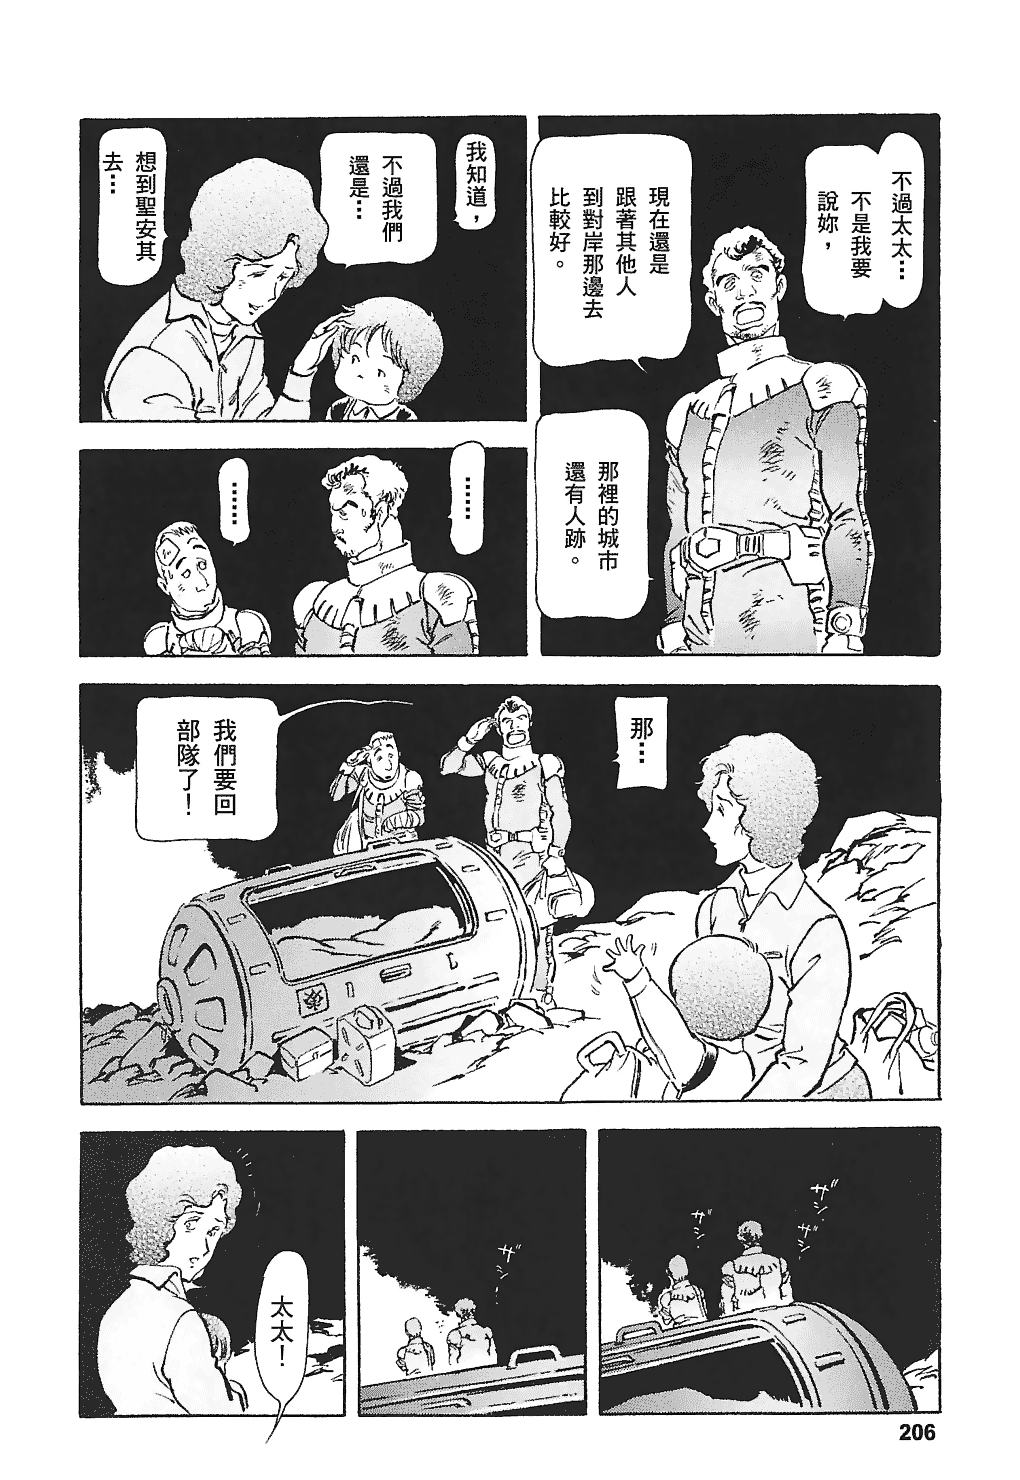 不過太太⋯
不是我要
說妳，
現在還是
跟著其他人
到對岸那邊去
比較好。
那裡的城市
還有人跡。
我知道，
不過我們
還是⋯
想到聖安其
去⋯
⋯⋯
⋯⋯
那⋯
我們要回
部隊了！
ザシ
ザシ
ザシ
ザシ
太太！
206